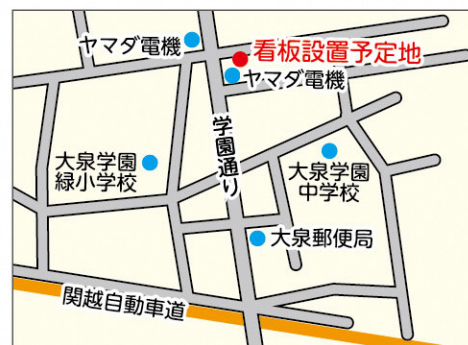 ヤマダ電機
看板設置予定地
ヤマダ電機
学園通り
大泉学園
緑小学校
大泉学園
中学校
大泉郵便局
関越自動車道